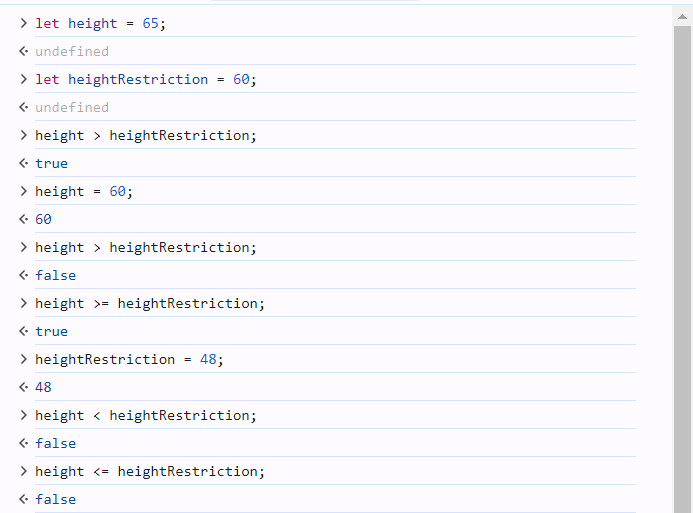 > let height = 65;
<· undefined
> let heightRestriction = 60;
<· undefined
> height > heightRestriction;
<· true
> height = 60;
<· 60
> height > heightRestriction;
<· false
> height >= heightRestriction;
<· true
> heightRestriction = 48;
<· 48
> height < heightRestriction;
<· false
> height <= heightRestriction;
<· false